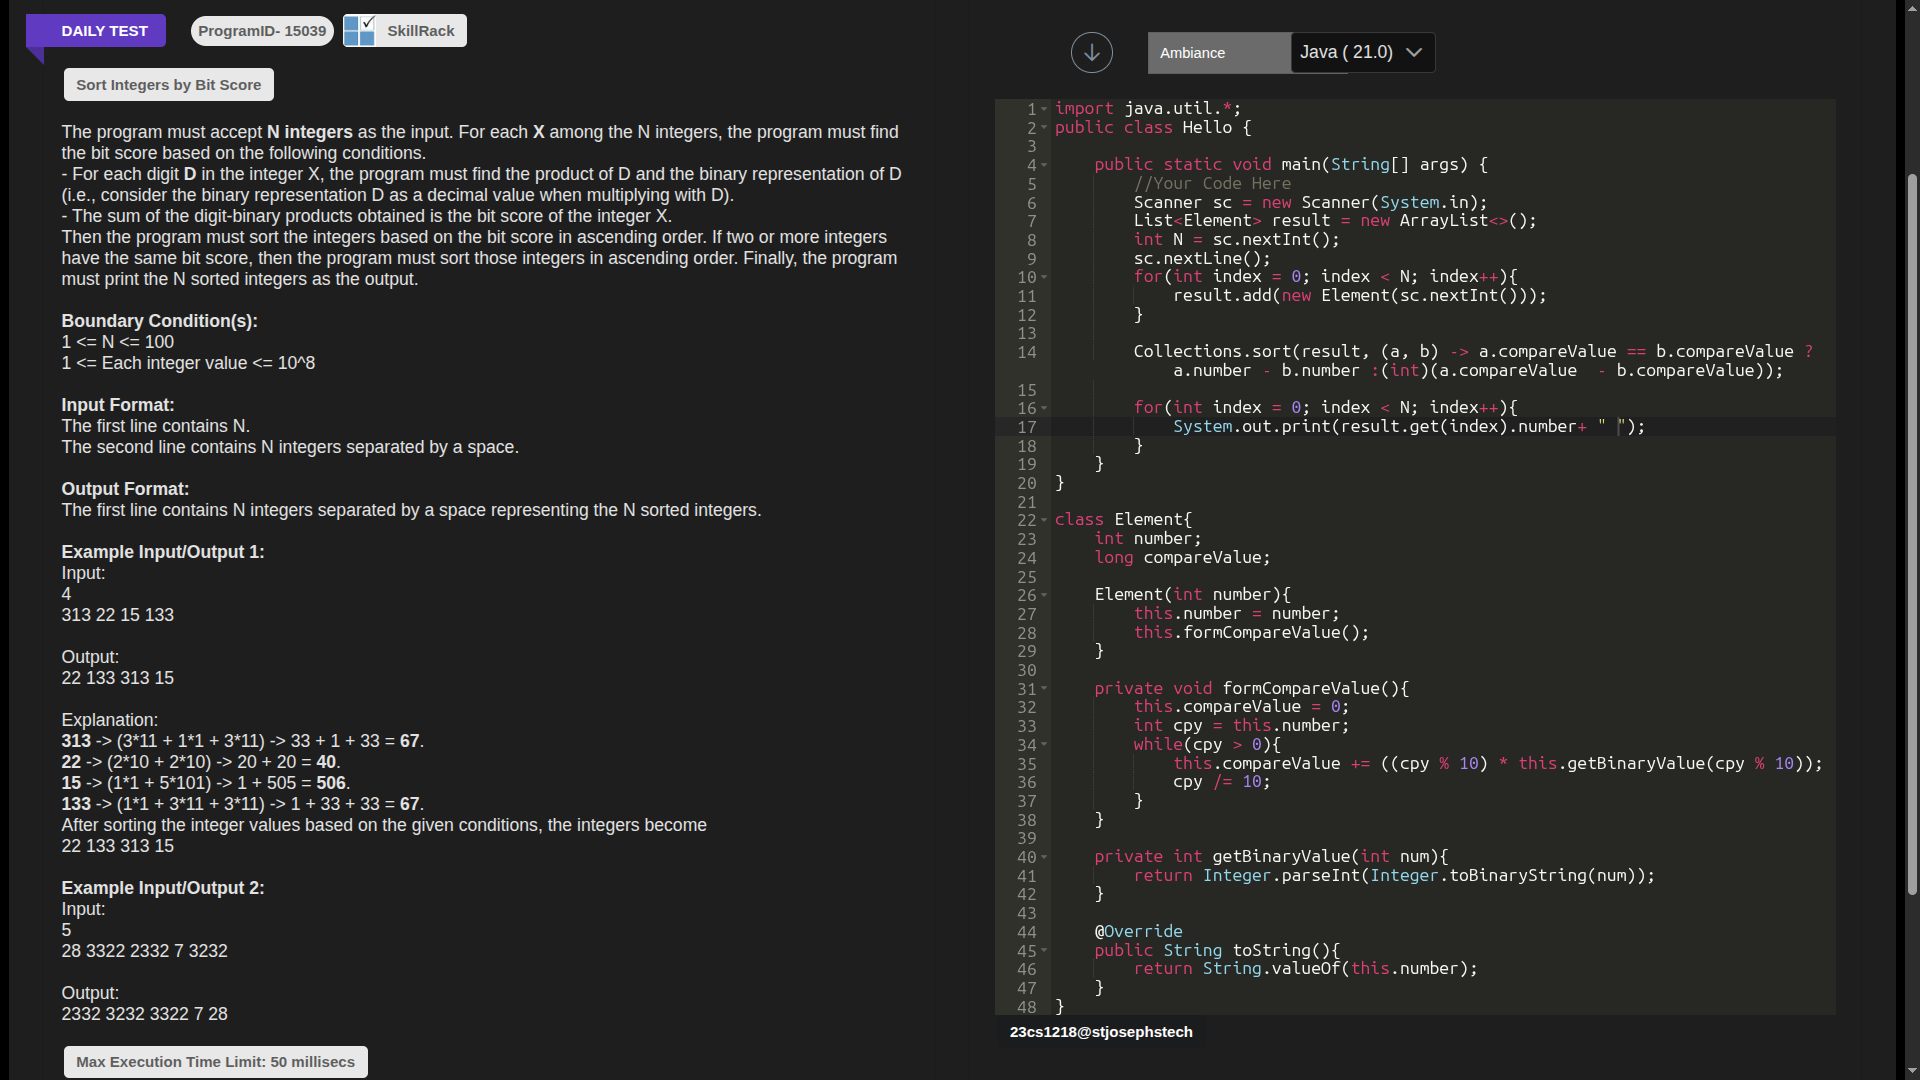 DAILY TEST
ProgramID- 15039
SkillRack
Sort Integers by Bit Score
The program must accept N integers as the input. For each X among the N integers, the program must find
the bit score based on the following conditions.
- For each digit D in the integer X, the program must find the product of D and the binary representation of D
(i.e., consider the binary representation D as a decimal value when multiplying with D).
- The sum of the digit-binary products obtained is the bit score of the integer X.
Then the program must sort the integers based on the bit score in ascending order. If two or more integers
have the same bit score, then the program must sort those integers in ascending order. Finally, the program
must print the N sorted integers as the output.
Boundary Condition(s):
1 <= N <= 100
1 <= Each integer value <= 10^8
Input Format:
The first line contains N.
The second line contains N integers separated by a space.
Output Format:
The first line contains N integers separated by a space representing the N sorted integers.
Example Input/Output 1:
Input:
4
313 22 15 133
Output:
22 133 313 15
Explanation:
313 -> (3*11 + 1*1 + 3*11) -> 33 + 1 + 33 = 67.
22 -> (2*10 + 2*10) -> 20 + 20 = 40.
15 -> (1*1 + 5*101) -> 1 + 505 = 506.
133 -> (1*1 + 3*11 + 3*11) -> 1 + 33 + 33 = 67.
After sorting the integer values based on the given conditions, the integers become
22 133 313 15
Example Input/Output 2:
Input:
5
28 3322 2332 7 3232
Output:
2332 3232 3322 7 28
Max Execution Time Limit: 50 millisecs
Ambiance
Java ( 21.0)
1 import java.util.*;
2 public class Hello {
3
4     public static void main(String[] args) {
5         //Your Code Here
6         Scanner sc = new Scanner(System.in);
7         List<Element> result = new ArrayList<>();
8         int N = sc.nextInt();
9         sc.nextLine();
10         for(int index = 0; index < N; index++){
11             result.add(new Element(sc.nextInt()));
12         }
13
14         Collections.sort(result, (a, b) -> a.compareValue == b.compareValue ?
            a.number - b.number :(int)(a.compareValue  - b.compareValue));
15
16         for(int index = 0; index < N; index++){
17             System.out.print(result.get(index).number+ " ");
18         }
19     }
20 }
21
22 class Element{
23     int number;
24     long compareValue;
25
26     Element(int number){
27         this.number = number;
28         this.formCompareValue();
29     }
30
31     private void formCompareValue(){
32         this.compareValue = 0;
33         int cpy = this.number;
34         while(cpy > 0){
35             this.compareValue += ((cpy % 10) * this.getBinaryValue(cpy % 10));
36             cpy /= 10;
37         }
38     }
39
40     private int getBinaryValue(int num){
41         return Integer.parseInt(Integer.toBinaryString(num));
42     }
43
44     @Override
45     public String toString(){
46         return String.valueOf(this.number);
47     }
48 }
23cs1218@stjosephstech